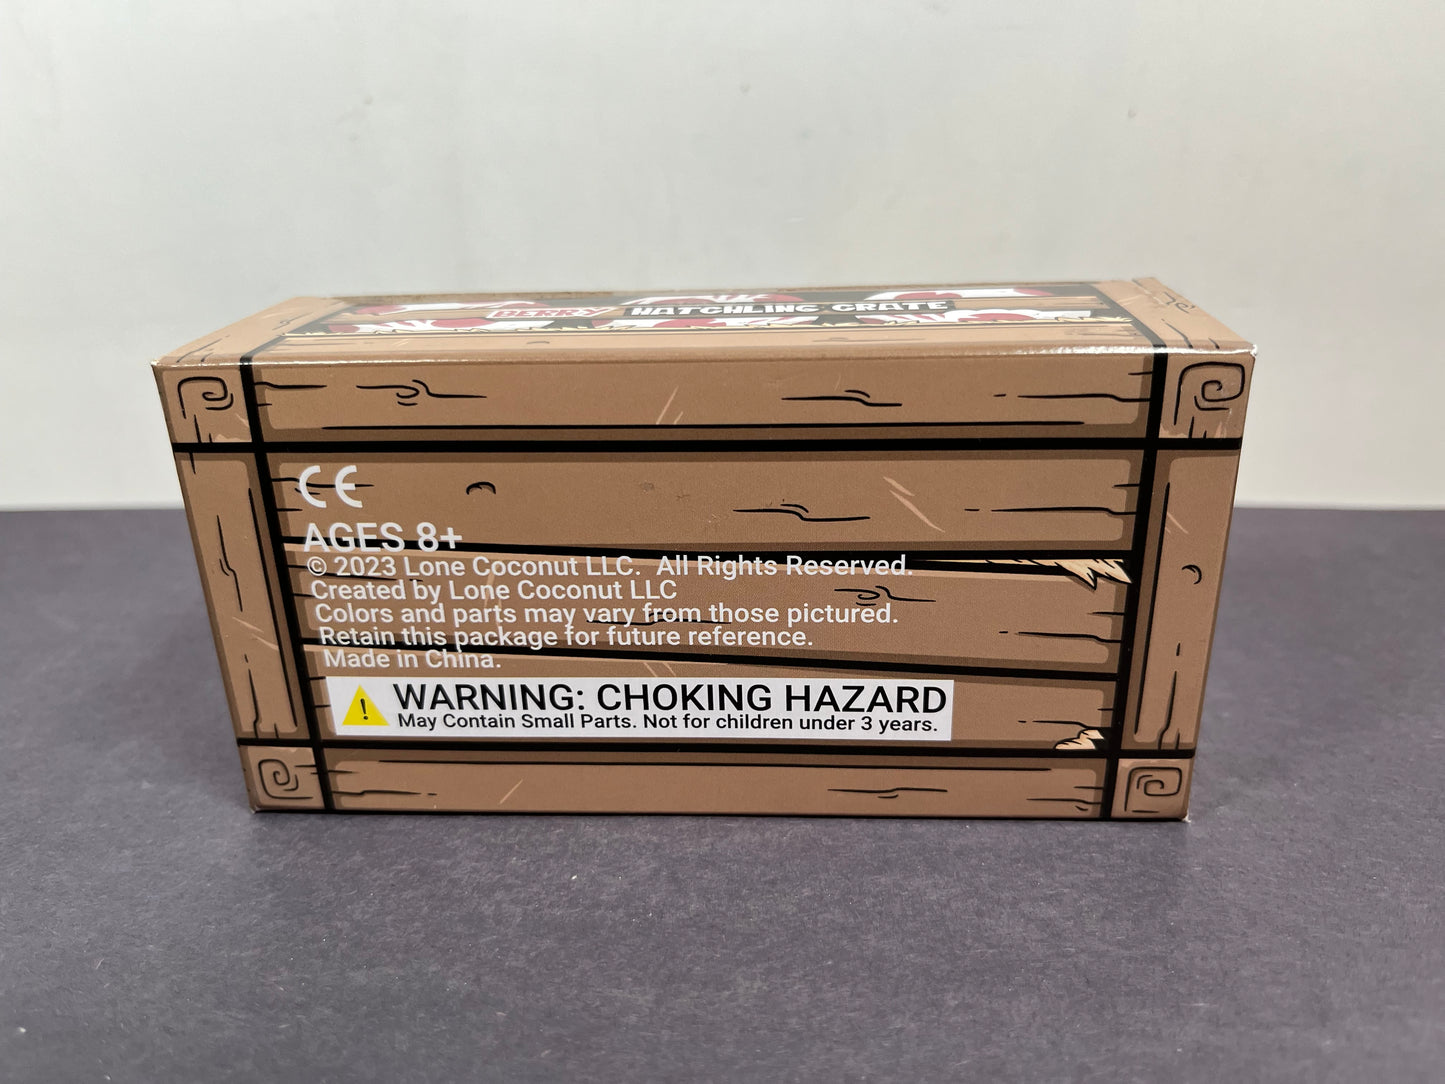 BERRY HATCHLING CRATE
CE
AGES 8+
© 2023 Lone Coconut LLC. All Rights Reserved.
Created by Lone Coconut LLC
Colors and parts may vary from those pictured.
Retain this package for future reference.
Made in China.
! WARNING: CHOKING HAZARD
May Contain Small Parts. Not for children under 3 years.